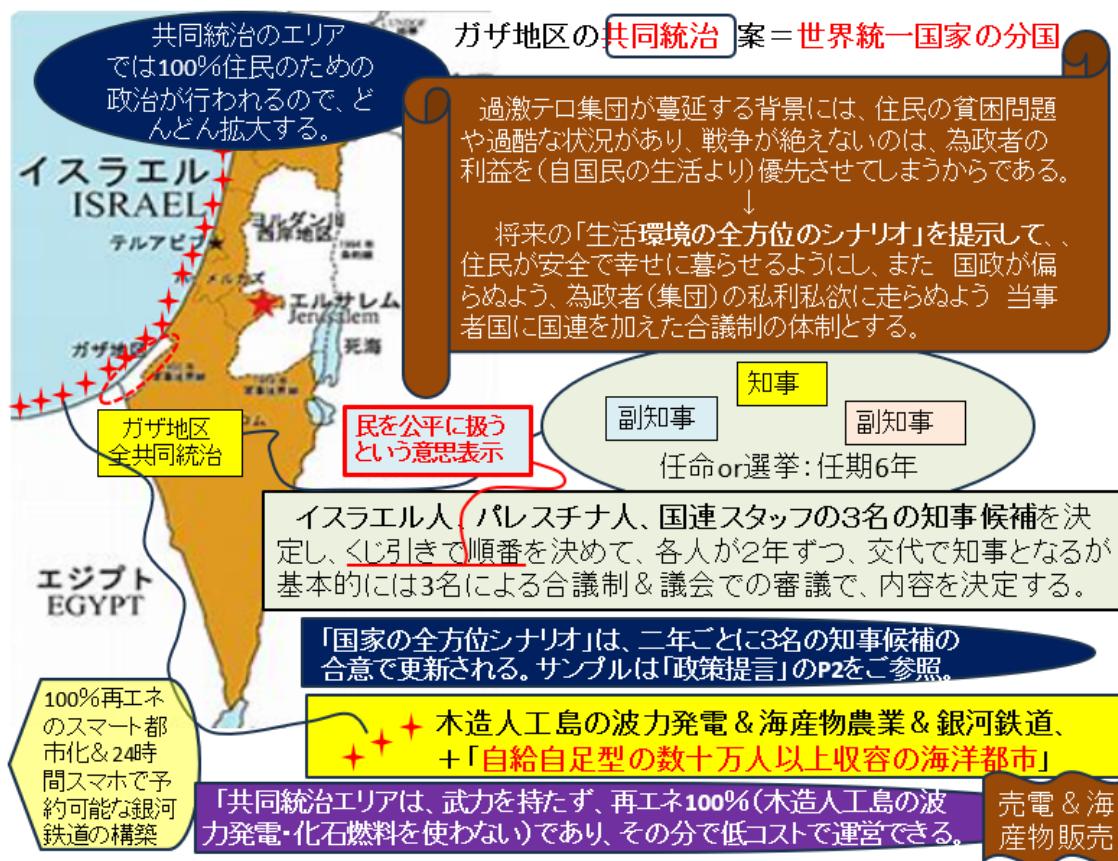 ガザ地区の共同統治 案＝世界統一国家の分国
共同統治のエリア
では100％住民のための
政治が行われるので、ど
んどん拡大する。
過激テロ集団が蔓延する背景には、住民の貧困問題
や過酷な状況があり、戦争が絶えないのは、為政者の
利益を（自国民の生活より）優先させてしまうからである。
↓
将来の「生活環境の全方位のシナリオ」を提示して、、
住民が安全で幸せに暮らせるようにし、また 国政が偏
らぬよう、為政者（集団）の私利私欲に走らぬよう 当事
者国に国連を加えた合議制の体制とする。
イスラエル
ISRAEL
テルアビブ★
ヨルダン川
西岸地区
エルサレム
Jerusalem
死海
ガザ地区
ガザ地区
全共同統治
民を公平に扱う
という意思表示
知事
副知事
副知事
任命or選挙：任期6年
イスラエル人、パレスチナ人、国連スタッフの３名の知事候補を決
定し、くじ引きで順番を決めて、各人が２年ずつ、交代で知事となるが
基本的には3名による合議制＆議会での審議で、内容を決定する。
エジプト
EGYPT
「国家の全方位シナリオ」は、二年ごとに３名の知事候補の
合意で更新される。サンプルは「政策提言」のP2をご参照。
木造人工島の波力発電＆海産物農業＆銀河鉄道、
＋「自給自足型の数十万人以上収容の海洋都市」
100％再エネ
のスマート都
市化＆24時
間スマホで予
約可能な銀河
鉄道の構築
「共同統治エリアは、武力を持たず、再エネ100％（木造人工島の波
力発電・化石燃料を使わない）であり、その分で低コストで運営できる。
売電＆海
産物販売